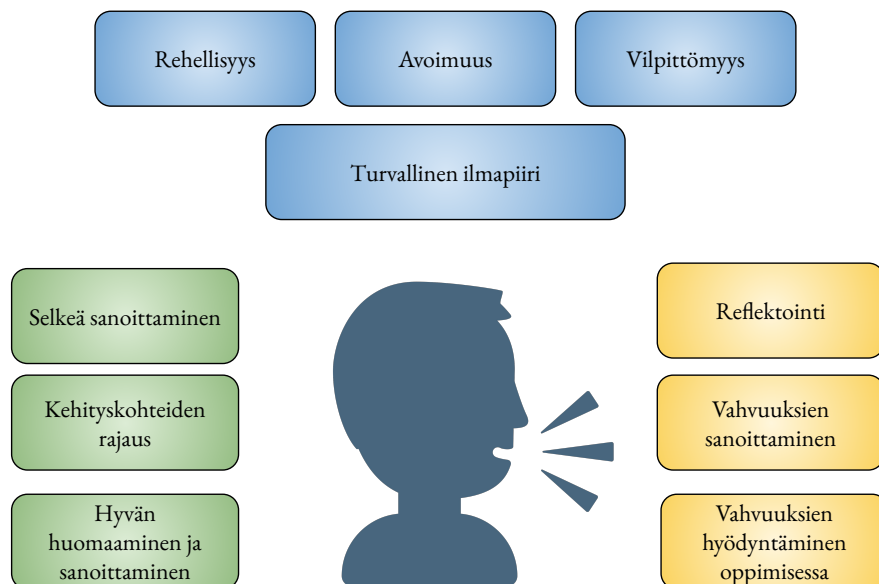 Rehellisyys
Avoimuus
Vilpittömyys
Turvallinen ilmapiiri
Selkeä sanoittaminen
Kehityskohteiden
rajaus
Hyvän
huomaaminen ja
sanoittaminen
Reflektointi
Vahvuuksien
sanoittaminen
Vahvuuksien
hyödyntäminen
oppimisessa